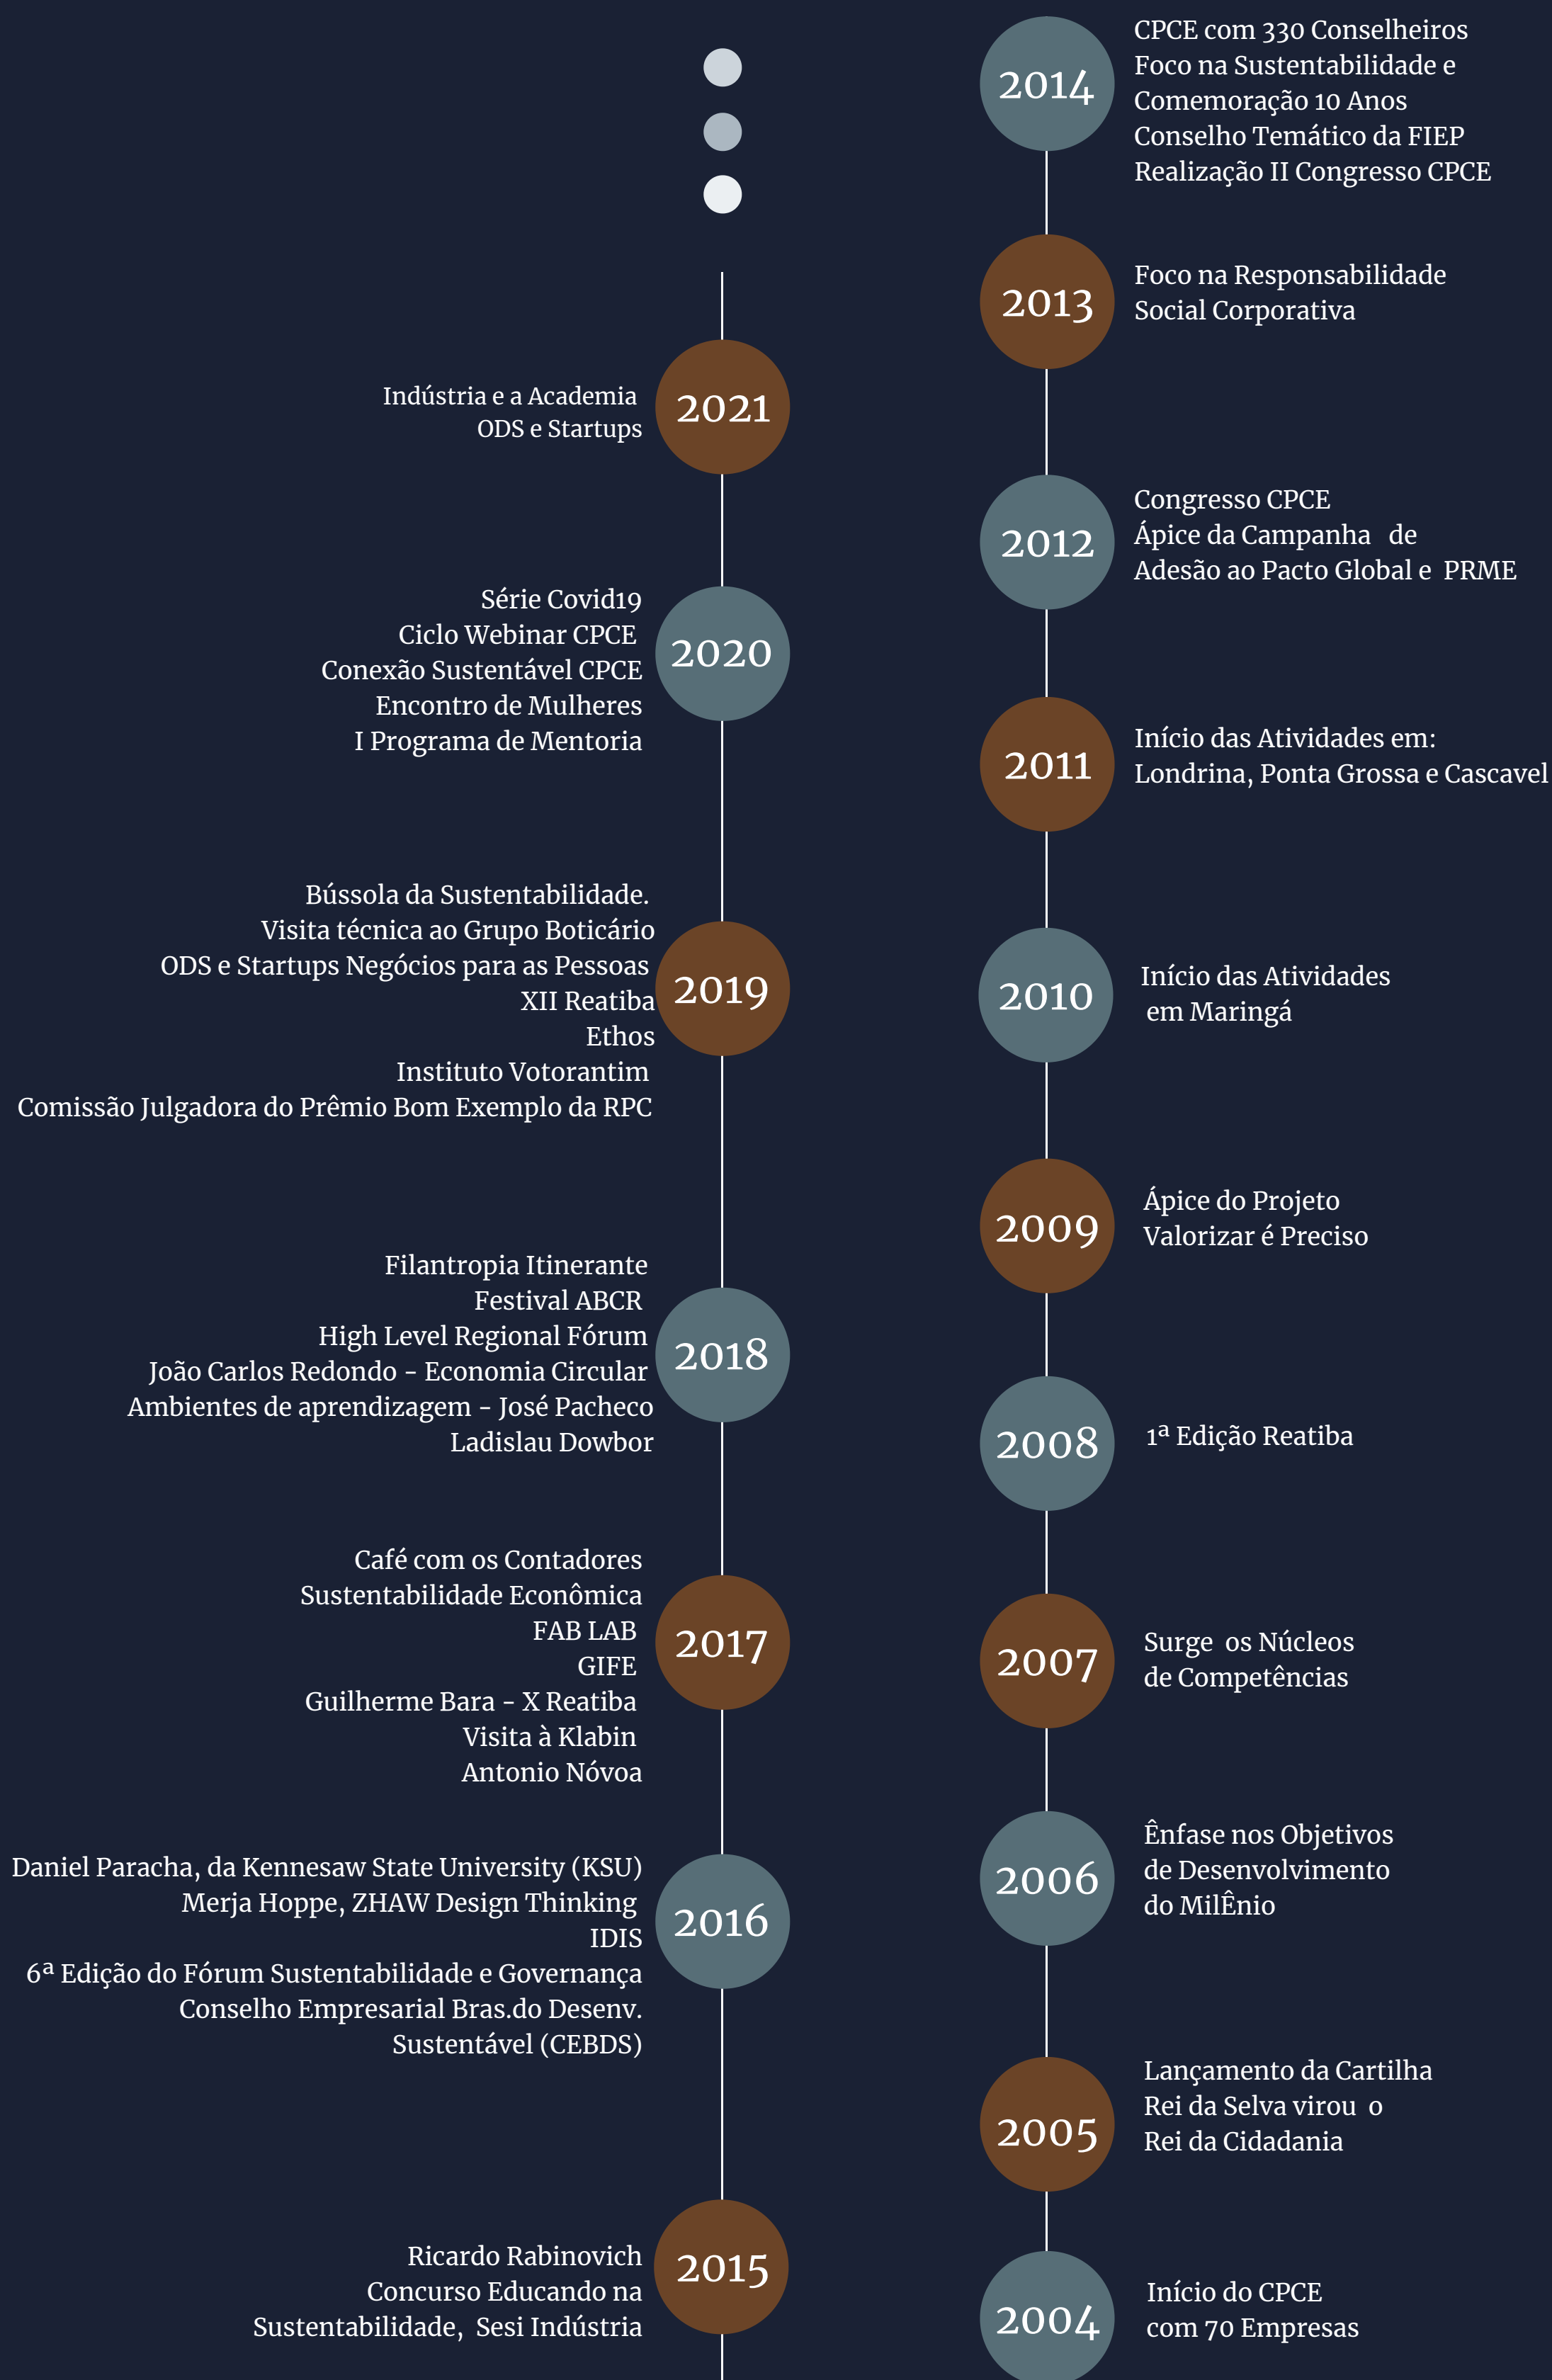 2014
CPCE com 330 Conselheiros
Foco na Sustentabilidade e
Comemoração 10 Anos
Conselho Temático da FIEP
Realização II Congresso CPCE
2013
Foco na Responsabilidade
Social Corporativa
2012
Congresso CPCE
Ápice da Campanha de
Adesão ao Pacto Global e PRME
2011
Início das Atividades em:
Londrina, Ponta Grossa e Cascavel
2010
Início das Atividades
em Maringá
2009
Ápice do Projeto
Valorizar é Preciso
2008
1ª Edição Reatiba
2007
Surge os Núcleos
de Competências
2006
Ênfase nos Objetivos
de Desenvolvimento
do MilÊnio
2005
Lançamento da Cartilha
Rei da Selva virou o
Rei da Cidadania
2004
Início do CPCE
com 70 Empresas
Indústria e a Academia
ODS e Startups
2021
Série Covid19
Ciclo Webinar CPCE
Conexão Sustentável CPCE
Encontro de Mulheres
I Programa de Mentoria
2020
Bússola da Sustentabilidade.
Visita técnica ao Grupo Boticário
ODS e Startups Negócios para as Pessoas
XII Reatiba
Ethos
Instituto Votorantim
Comissão Julgadora do Prêmio Bom Exemplo da RPC
2019
Filantropia Itinerante
Festival ABCR
High Level Regional Fórum
João Carlos Redondo - Economia Circular
Ambientes de aprendizagem - José Pacheco
Ladislau Dowbor
2018
Café com os Contadores
Sustentabilidade Econômica
FAB LAB
GIFE
Guilherme Bara - X Reatiba
Visita à Klabin
Antonio Nóvoa
2017
Daniel Paracha, da Kennesaw State University (KSU)
Merja Hoppe, ZHAW Design Thinking
IDIS
6ª Edição do Fórum Sustentabilidade e Governança
Conselho Empresarial Bras.do Desenv.
Sustentável (CEBDS)
2016
Ricardo Rabinovich
Concurso Educando na
Sustentabilidade, Sesi Indústria
2015